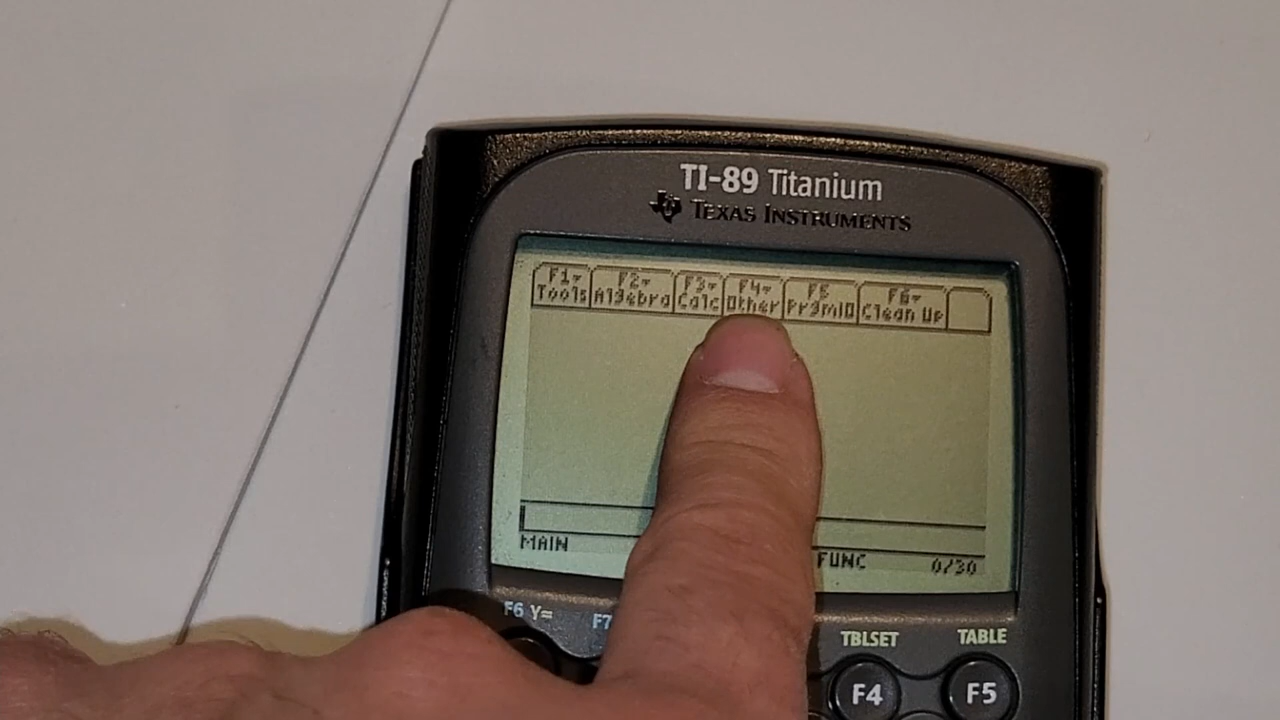 TI-89 Titanium
TEXAS INSTRUMENTS
F1 F2 F3 F4 F5 F6
Tools Algebra Calc Other PrgmIO Clean Up
MAIN FUNC 0/30
F6 Y= F7 TBLSET TABLE
F4 F5